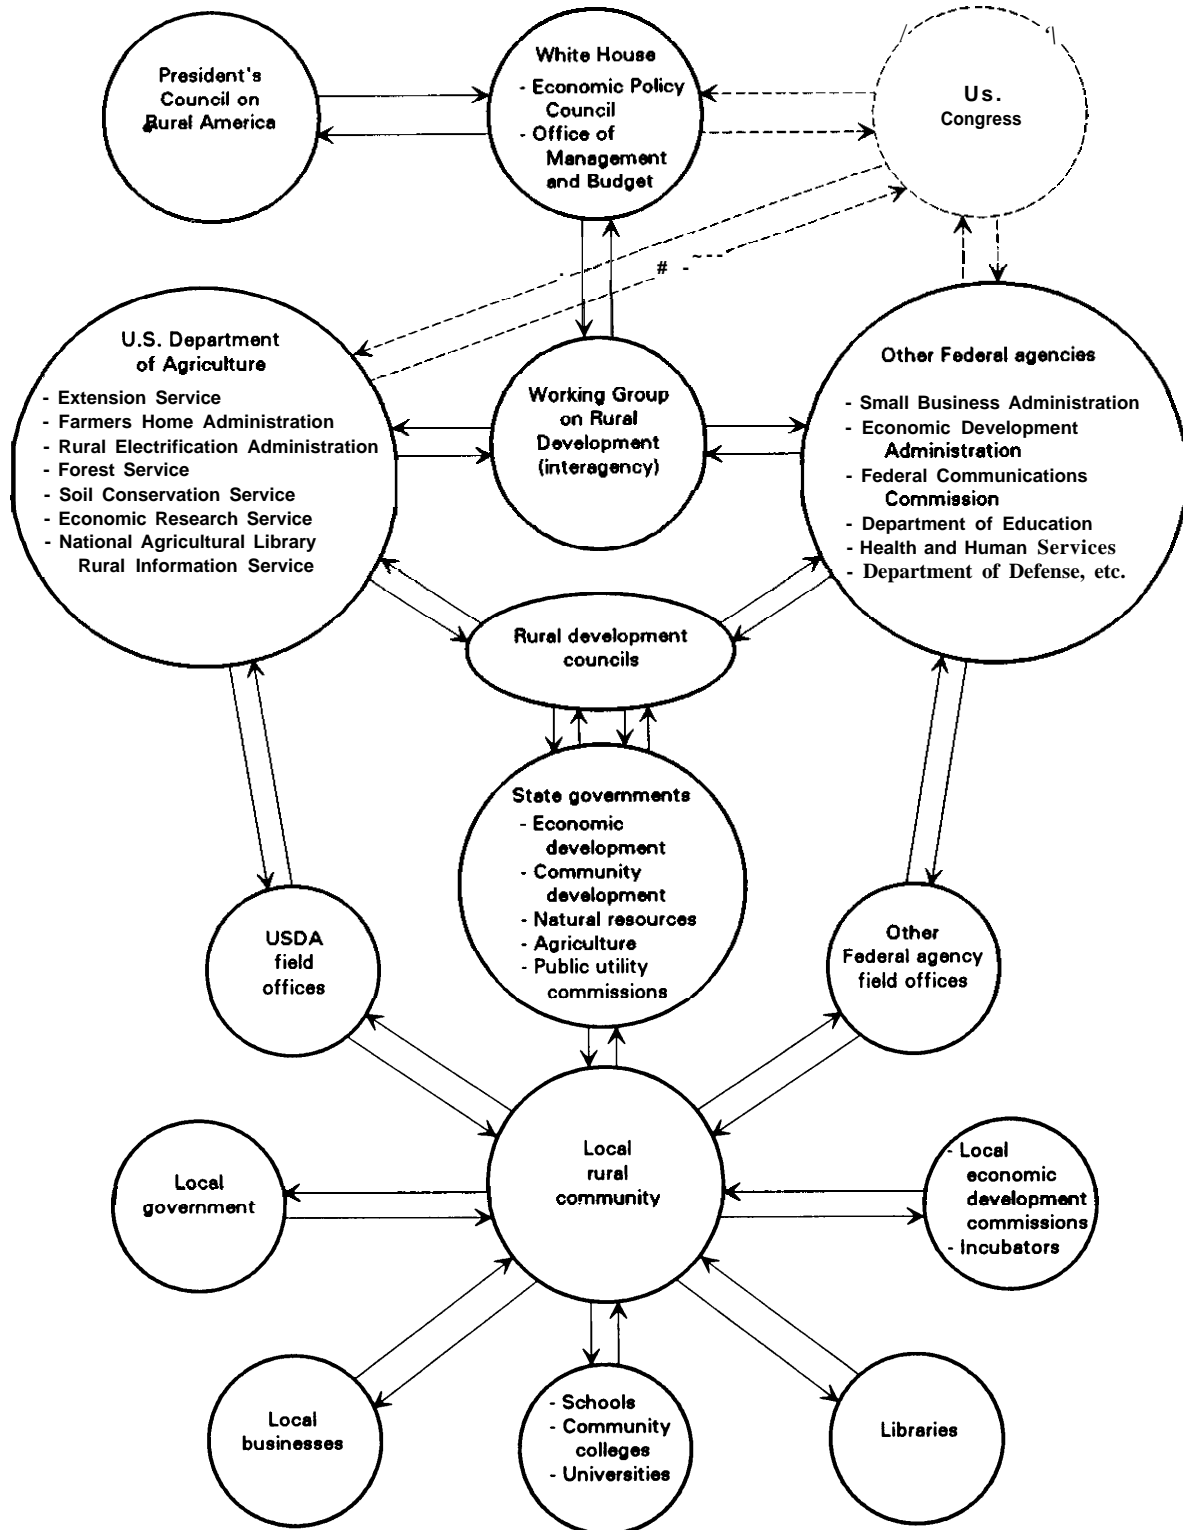 President's
Council on
Rural America
White House
- Economic Policy
Council
- Office of
Management
and Budget
Us.
Congress
# - ~---
U.S. Department
of Agriculture
- Extension Service
- Farmers Home Administration
- Rural Electrification Administration
- Forest Service
- Soil Conservation Service
- Economic Research Service
- National Agricultural Library
Rural Information Service
Working Group
on Rural
Development
(interagency)
Other Federal agencies
- Small Business Administration
- Economic Development
Administration
- Federal Communications
Commission
- Department of Education
- Health and Human Services
- Department of Defense, etc.
Rural development
councils
State governments
- Economic
development
- Community
development
- Natural resources
- Agriculture
- Public utility
commissions
USDA
field
offices
Other
Federal agency
field offices
Local
rural
community
Local
government
- Local
economic
development
commissions
- Incubators
Local
businesses
- Schools
- Community
colleges
- Universities
Libraries